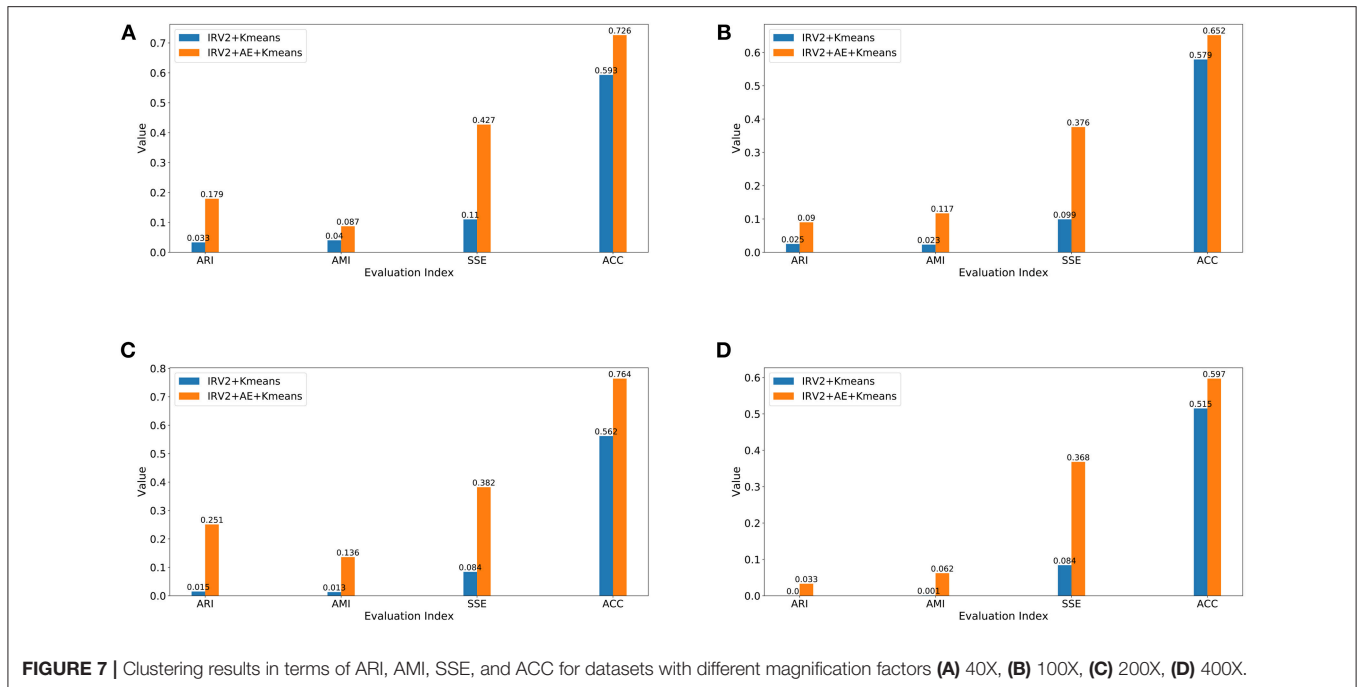 A
IRV2+Kmeans
IRV2+AE+Kmeans
0.7
0.6
0.5
0.4
0.3
0.2
0.1
0.0
Value
0.033
0.179
0.04
0.087
0.11
0.427
0.593
0.726
ARI AMI SSE ACC
Evaluation Index
B
IRV2+Kmeans
IRV2+AE+Kmeans
0.6
0.5
0.4
0.3
0.2
0.1
0.0
Value
0.025
0.09
0.023
0.117
0.099
0.376
0.579
0.652
ARI AMI SSE ACC
Evaluation Index
C
IRV2+Kmeans
IRV2+AE+Kmeans
0.8
0.7
0.6
0.5
0.4
0.3
0.2
0.1
0.0
Value
0.015
0.251
0.013
0.136
0.084
0.382
0.562
0.764
ARI AMI SSE ACC
Evaluation Index
D
IRV2+Kmeans
IRV2+AE+Kmeans
0.6
0.5
0.4
0.3
0.2
0.1
0.0
Value
0.0
0.033
0.001
0.062
0.084
0.368
0.515
0.597
ARI AMI SSE ACC
Evaluation Index
FIGURE 7 | Clustering results in terms of ARI, AMI, SSE, and ACC for datasets with different magnification factors (A) 40X, (B) 100X, (C) 200X, (D) 400X.